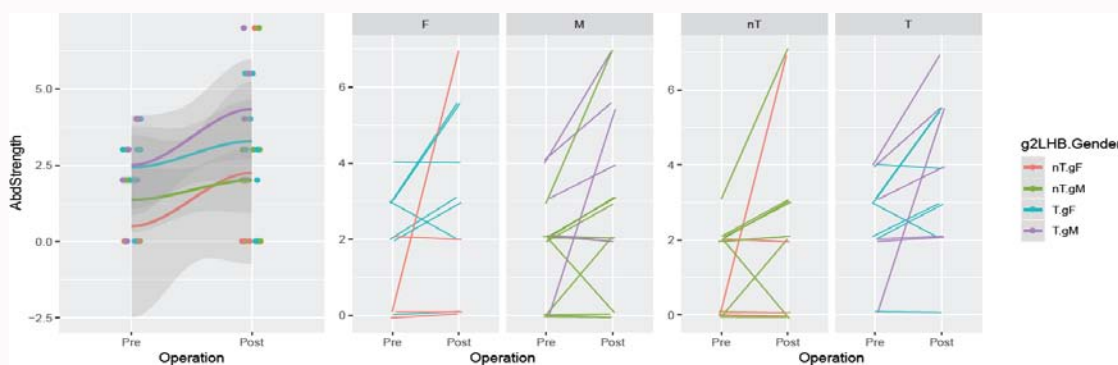 F
M
nT
T
AbdStrength
5.0
2.5
0.0
−2.5
6
4
2
0
6
4
2
0
Pre
Post
Pre
Post
Pre
Post
Pre
Post
Pre
Post
Operation
Operation
Operation
g2LHB.Gender
nT.gF
nT.gM
T.gF
T.gM